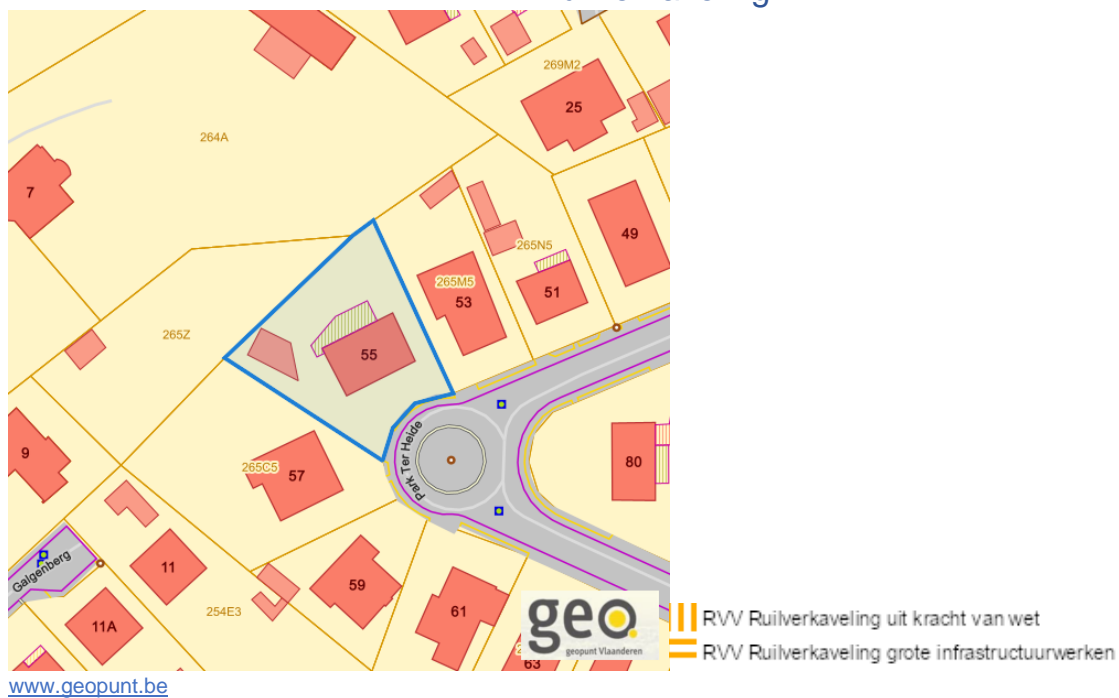 269M2
25
264A
7
49
265N5
265M5
53
51
265Z
55
Park Ter Heide
9
265C5
57
80
Galgenberg
11
59
254E3
11A
61
63
geo.
geopunt Vlaanderen
RVV Ruilverkaveling uit kracht van wet
RVV Ruilverkaveling grote infrastructuurwerken
www.geopunt.be